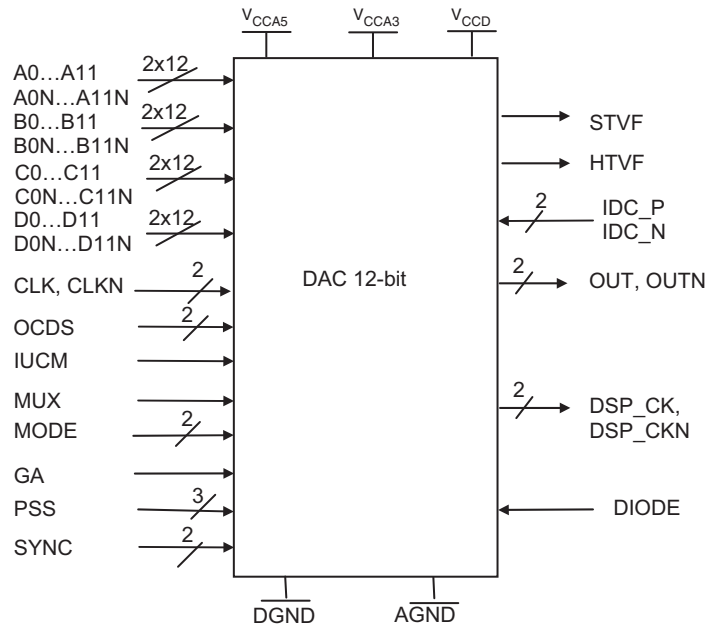 VCCA5
VCCA3
VCCD
A0…A11
A0N…A11N
2x12
B0…B11
B0N…B11N
2x12
C0…C11
C0N…C11N
2x12
D0…D11
D0N…D11N
2x12
CLK, CLKN
2
OCDS
2
IUCM
MUX
MODE
2
GA
PSS
3
SYNC
2
DAC 12-bit
STVF
HTVF
2
IDC_P
IDC_N
2
OUT, OUTN
2
DSP_CK,
DSP_CKN
DIODE
DGND
AGND